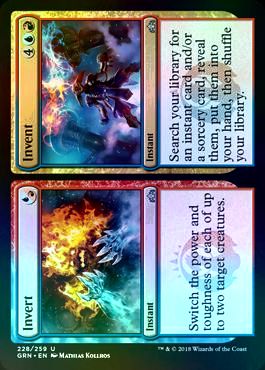 Invent 4
Instant
Search your library for
an instant card and/or
a sorcery card, reveal
them, put them into
your hand, then shuffle
your library.
Invert
Instant
Switch the power and
toughness of each of up
to two target creatures.
228/259 U
GRN • EN MATHIAS KOLLROS
™ & © 2018 Wizards of the Coast